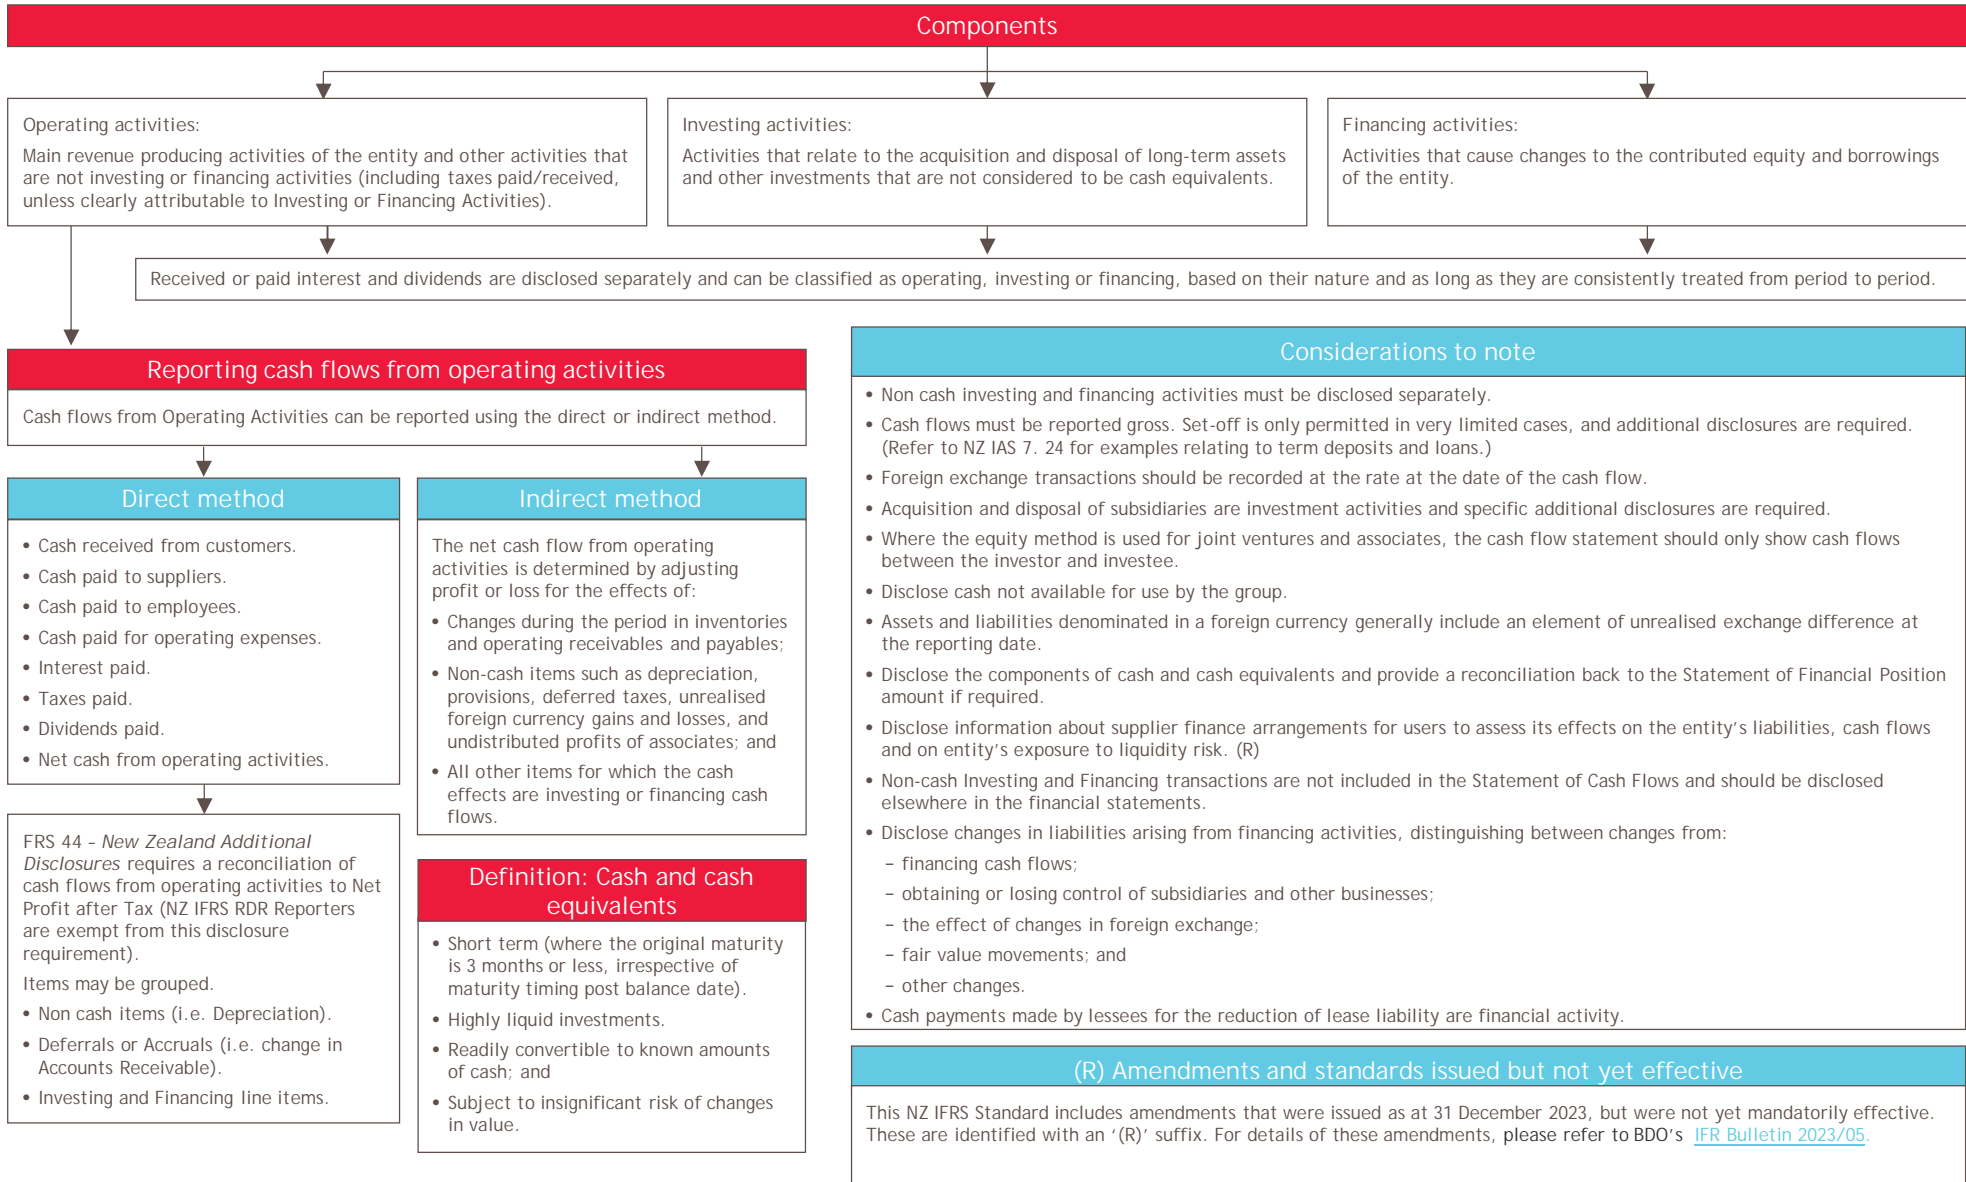 Components
Operating activities:
Main revenue producing activities of the entity and other activities that
are not investing or financing activities (including taxes paid/received,
unless clearly attributable to Investing or Financing Activities).
Investing activities:
Activities that relate to the acquisition and disposal of long-term assets
and other investments that are not considered to be cash equivalents.
Financing activities:
Activities that cause changes to the contributed equity and borrowings
of the entity.
Received or paid interest and dividends are disclosed separately and can be classified as operating, investing or financing, based on their nature and as long as they are consistently treated from period to period.
Reporting cash flows from operating activities
Cash flows from Operating Activities can be reported using the direct or indirect method.
Direct method
• Cash received from customers.
• Cash paid to suppliers.
• Cash paid to employees.
• Cash paid for operating expenses.
• Interest paid.
• Taxes paid.
• Dividends paid.
• Net cash from operating activities.
FRS 44 – New Zealand Additional
Disclosures requires a reconciliation of
cash flows from operating activities to Net
Profit after Tax (NZ IFRS RDR Reporters
are exempt from this disclosure
requirement).
Items may be grouped.
• Non cash items (i.e. Depreciation).
• Deferrals or Accruals (i.e. change in
Accounts Receivable).
• Investing and Financing line items.
Indirect method
The net cash flow from operating
activities is determined by adjusting
profit or loss for the effects of:
• Changes during the period in inventories
and operating receivables and payables;
• Non-cash items such as depreciation,
provisions, deferred taxes, unrealised
foreign currency gains and losses, and
undistributed profits of associates; and
• All other items for which the cash
effects are investing or financing cash
flows.
Definition: Cash and cash
equivalents
• Short term (where the original maturity
is 3 months or less, irrespective of
maturity timing post balance date).
• Highly liquid investments.
• Readily convertible to known amounts
of cash; and
• Subject to insignificant risk of changes
in value.
Considerations to note
• Non cash investing and financing activities must be disclosed separately.
• Cash flows must be reported gross. Set-off is only permitted in very limited cases, and additional disclosures are required.
(Refer to NZ IAS 7. 24 for examples relating to term deposits and loans.)
• Foreign exchange transactions should be recorded at the rate at the date of the cash flow.
• Acquisition and disposal of subsidiaries are investment activities and specific additional disclosures are required.
• Where the equity method is used for joint ventures and associates, the cash flow statement should only show cash flows
between the investor and investee.
• Disclose cash not available for use by the group.
• Assets and liabilities denominated in a foreign currency generally include an element of unrealised exchange difference at
the reporting date.
• Disclose the components of cash and cash equivalents and provide a reconciliation back to the Statement of Financial Position
amount if required.
• Disclose information about supplier finance arrangements for users to assess its effects on the entity's liabilities, cash flows
and on entity's exposure to liquidity risk. (R)
• Non-cash Investing and Financing transactions are not included in the Statement of Cash Flows and should be disclosed
elsewhere in the financial statements.
• Disclose changes in liabilities arising from financing activities, distinguishing between changes from:
– financing cash flows;
– obtaining or losing control of subsidiaries and other businesses;
– the effect of changes in foreign exchange;
– fair value movements; and
– other changes.
• Cash payments made by lessees for the reduction of lease liability are financial activity.
(R) Amendments and standards issued but not yet effective
This NZ IFRS Standard includes amendments that were issued as at 31 December 2023, but were not yet mandatorily effective.
These are identified with an '(R)' suffix. For details of these amendments, please refer to BDO's IFR Bulletin 2023/05.